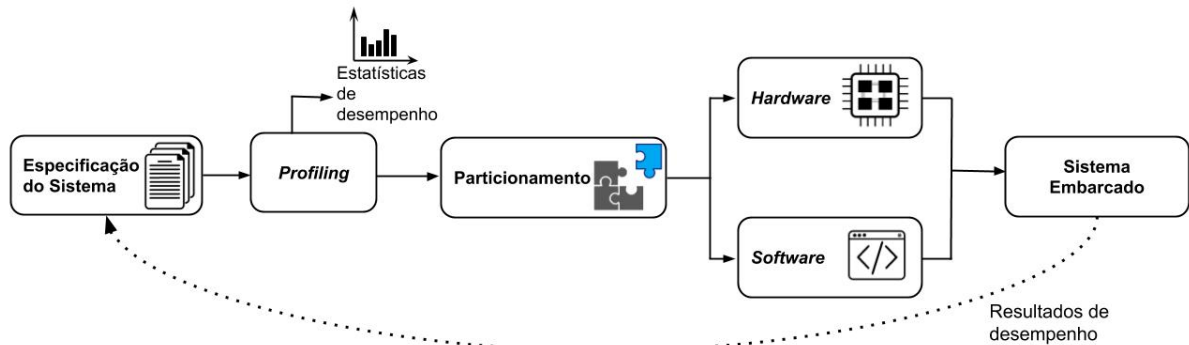 Estatísticas
de
desempenho
Especificação
do Sistema
Profiling
Particionamento
Hardware
Software
</>
Sistema
Embarcado
Resultados de
desempenho